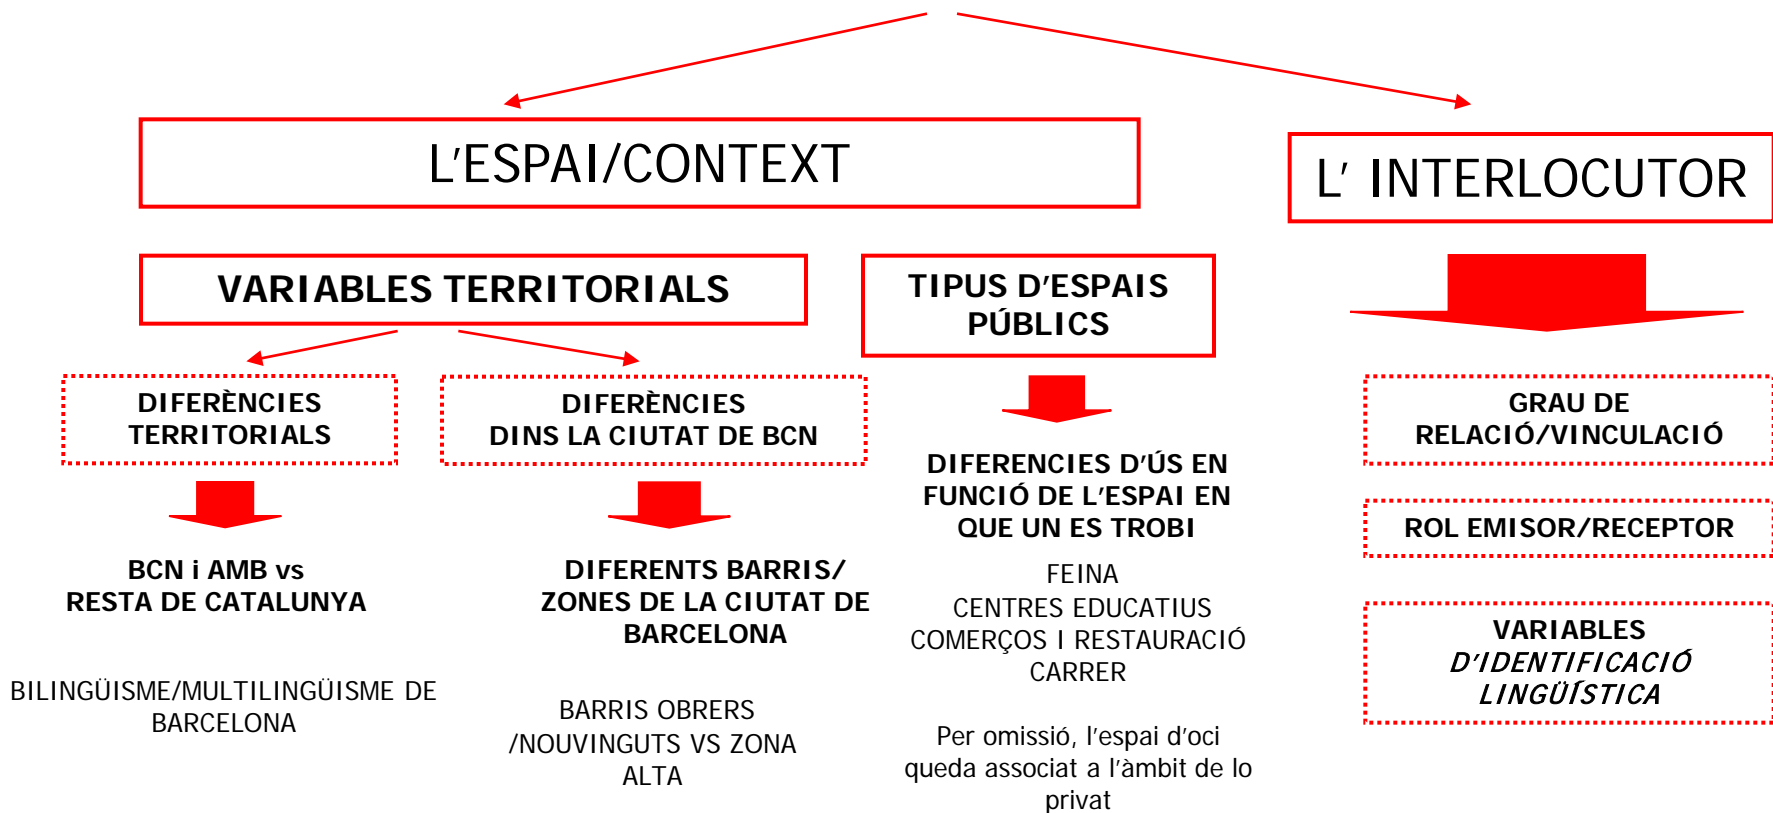 L'ESPAI/CONTEXT
L' INTERLOCUTOR
VARIABLES TERRITORIALS
TIPUS D'ESPAIS
PÚBLICS
DIFERÈNCIES
TERRITORIALS
DIFERÈNCIES
DINS LA CIUTAT DE BCN
BCN i AMB vs
RESTA DE CATALUNYA
BILINGÜISME/MULTILINGÜISME DE
BARCELONA
DIFERENTS BARRIS/
ZONES DE LA CIUTAT DE
BARCELONA
BARRIS OBRERS
/NOUVINGUTS VS ZONA
ALTA
DIFERENCIES D'ÚS EN
FUNCIÓ DE L'ESPAI EN
QUE UN ES TROBI
FEINA
CENTRES EDUCATIUS
COMERÇOS I RESTAURACIÓ
CARRER
Per omissió, l'espai d'oci
queda associat a l'àmbit de lo
privat
GRAU DE
RELACIÓ/VINCULACIÓ
ROL EMISOR/RECEPTOR
VARIABLES
D'IDENTIFICACIÓ
LINGÜÍSTICA